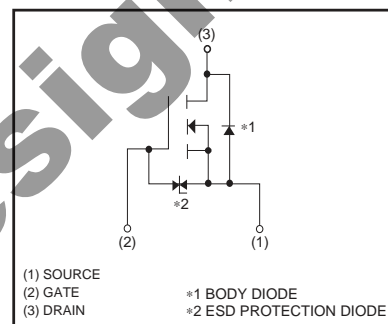 (3)
*1
*2
(2) (1)
(1) SOURCE
(2) GATE *1 BODY DIODE
(3) DRAIN *2 ESD PROTECTION DIODE